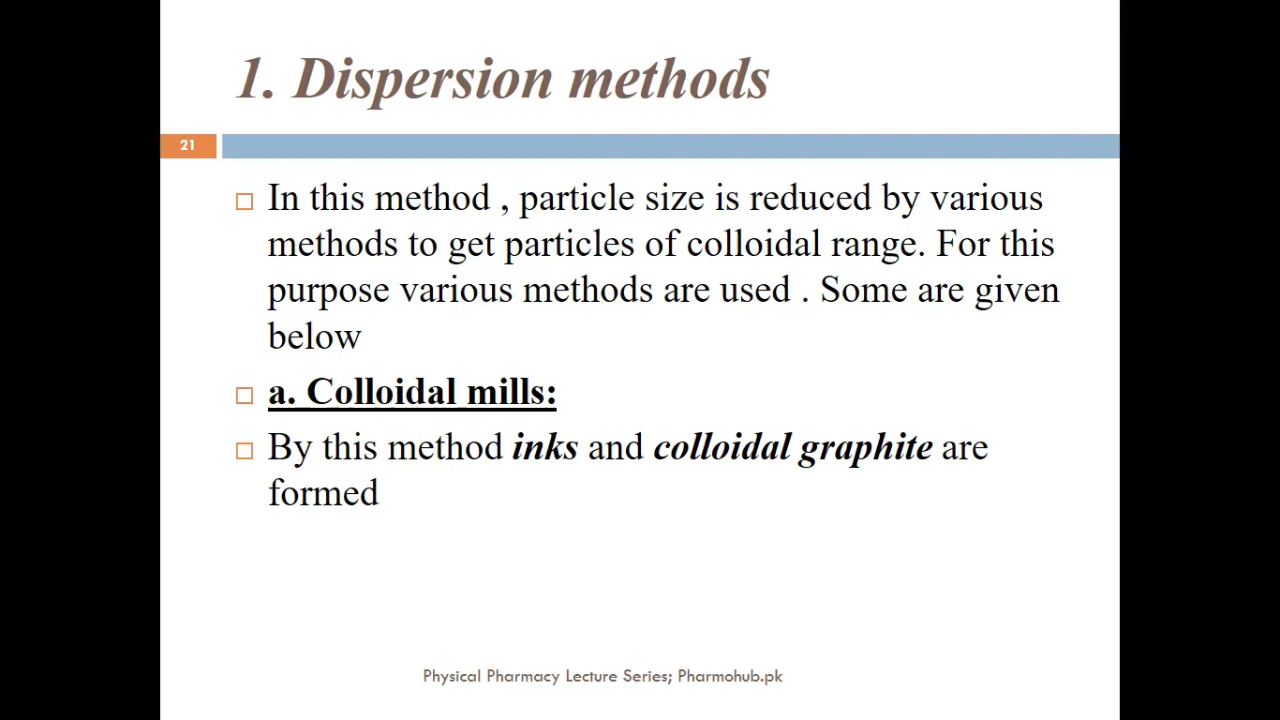 1. Dispersion methods
21
In this method , particle size is reduced by various
methods to get particles of colloidal range. For this
purpose various methods are used . Some are given
below
a. Colloidal mills:
By this method inks and colloidal graphite are
formed
Physical Pharmacy Lecture Series; Pharmohub.pk